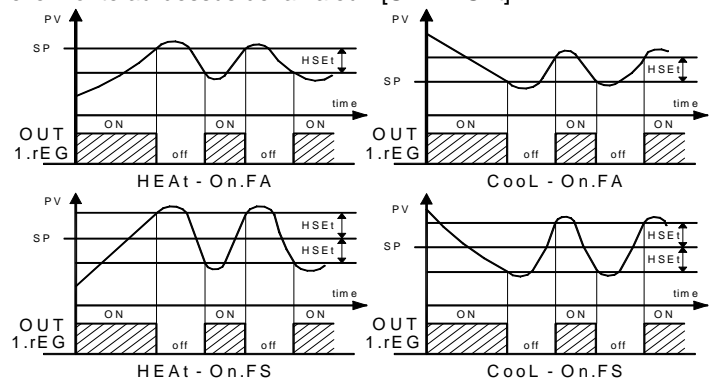 PV
SP
HSEt
time
ON off ON off ON
OUT
1.rEG
HEAt - On.FA
PV
HSEt
SP
time
ON off ON off ON
OUT
1.rEG
CooL - On.FA
PV
HSEt
SP
HSEt
time
ON off ON off ON
OUT
1.rEG
HEAt - On.FS
PV
HSEt
SP
HSEt
time
ON off ON off ON
OUT
1.rEG
CooL - On.FS